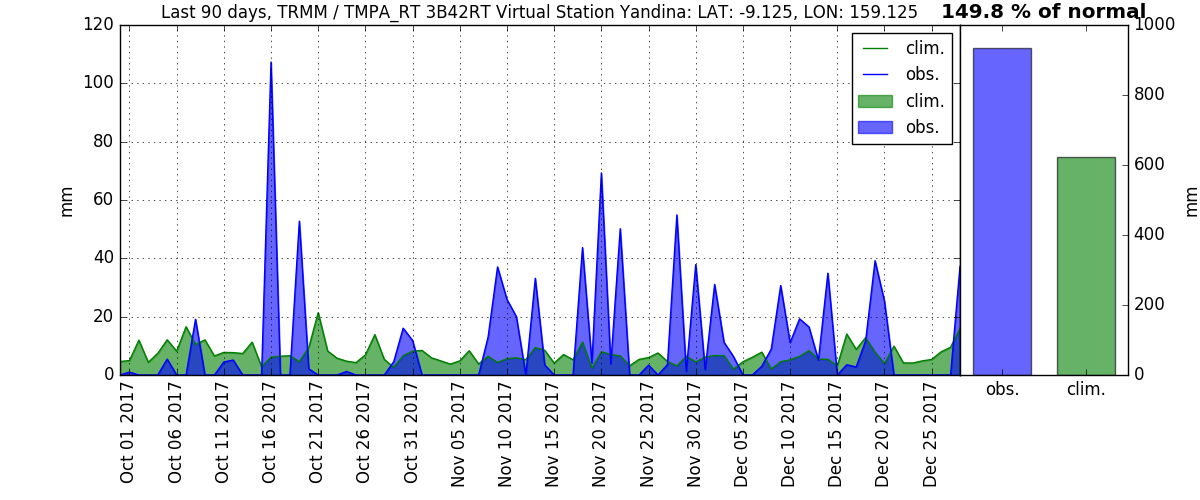 Last 90 days, TRMM / TMPA_RT 3B42RT Virtual Station Yandina: LAT: -9.125, LON: 159.125
149.8 % of normal
120
100
80
60
40
20
0
mm
clim.
obs.
clim.
obs.
1000
800
600
400
200
0
mm
Oct 01 2017
Oct 06 2017
Oct 11 2017
Oct 16 2017
Oct 21 2017
Oct 26 2017
Oct 31 2017
Nov 05 2017
Nov 10 2017
Nov 15 2017
Nov 20 2017
Nov 25 2017
Nov 30 2017
Dec 05 2017
Dec 10 2017
Dec 15 2017
Dec 20 2017
Dec 25 2017
obs.
clim.